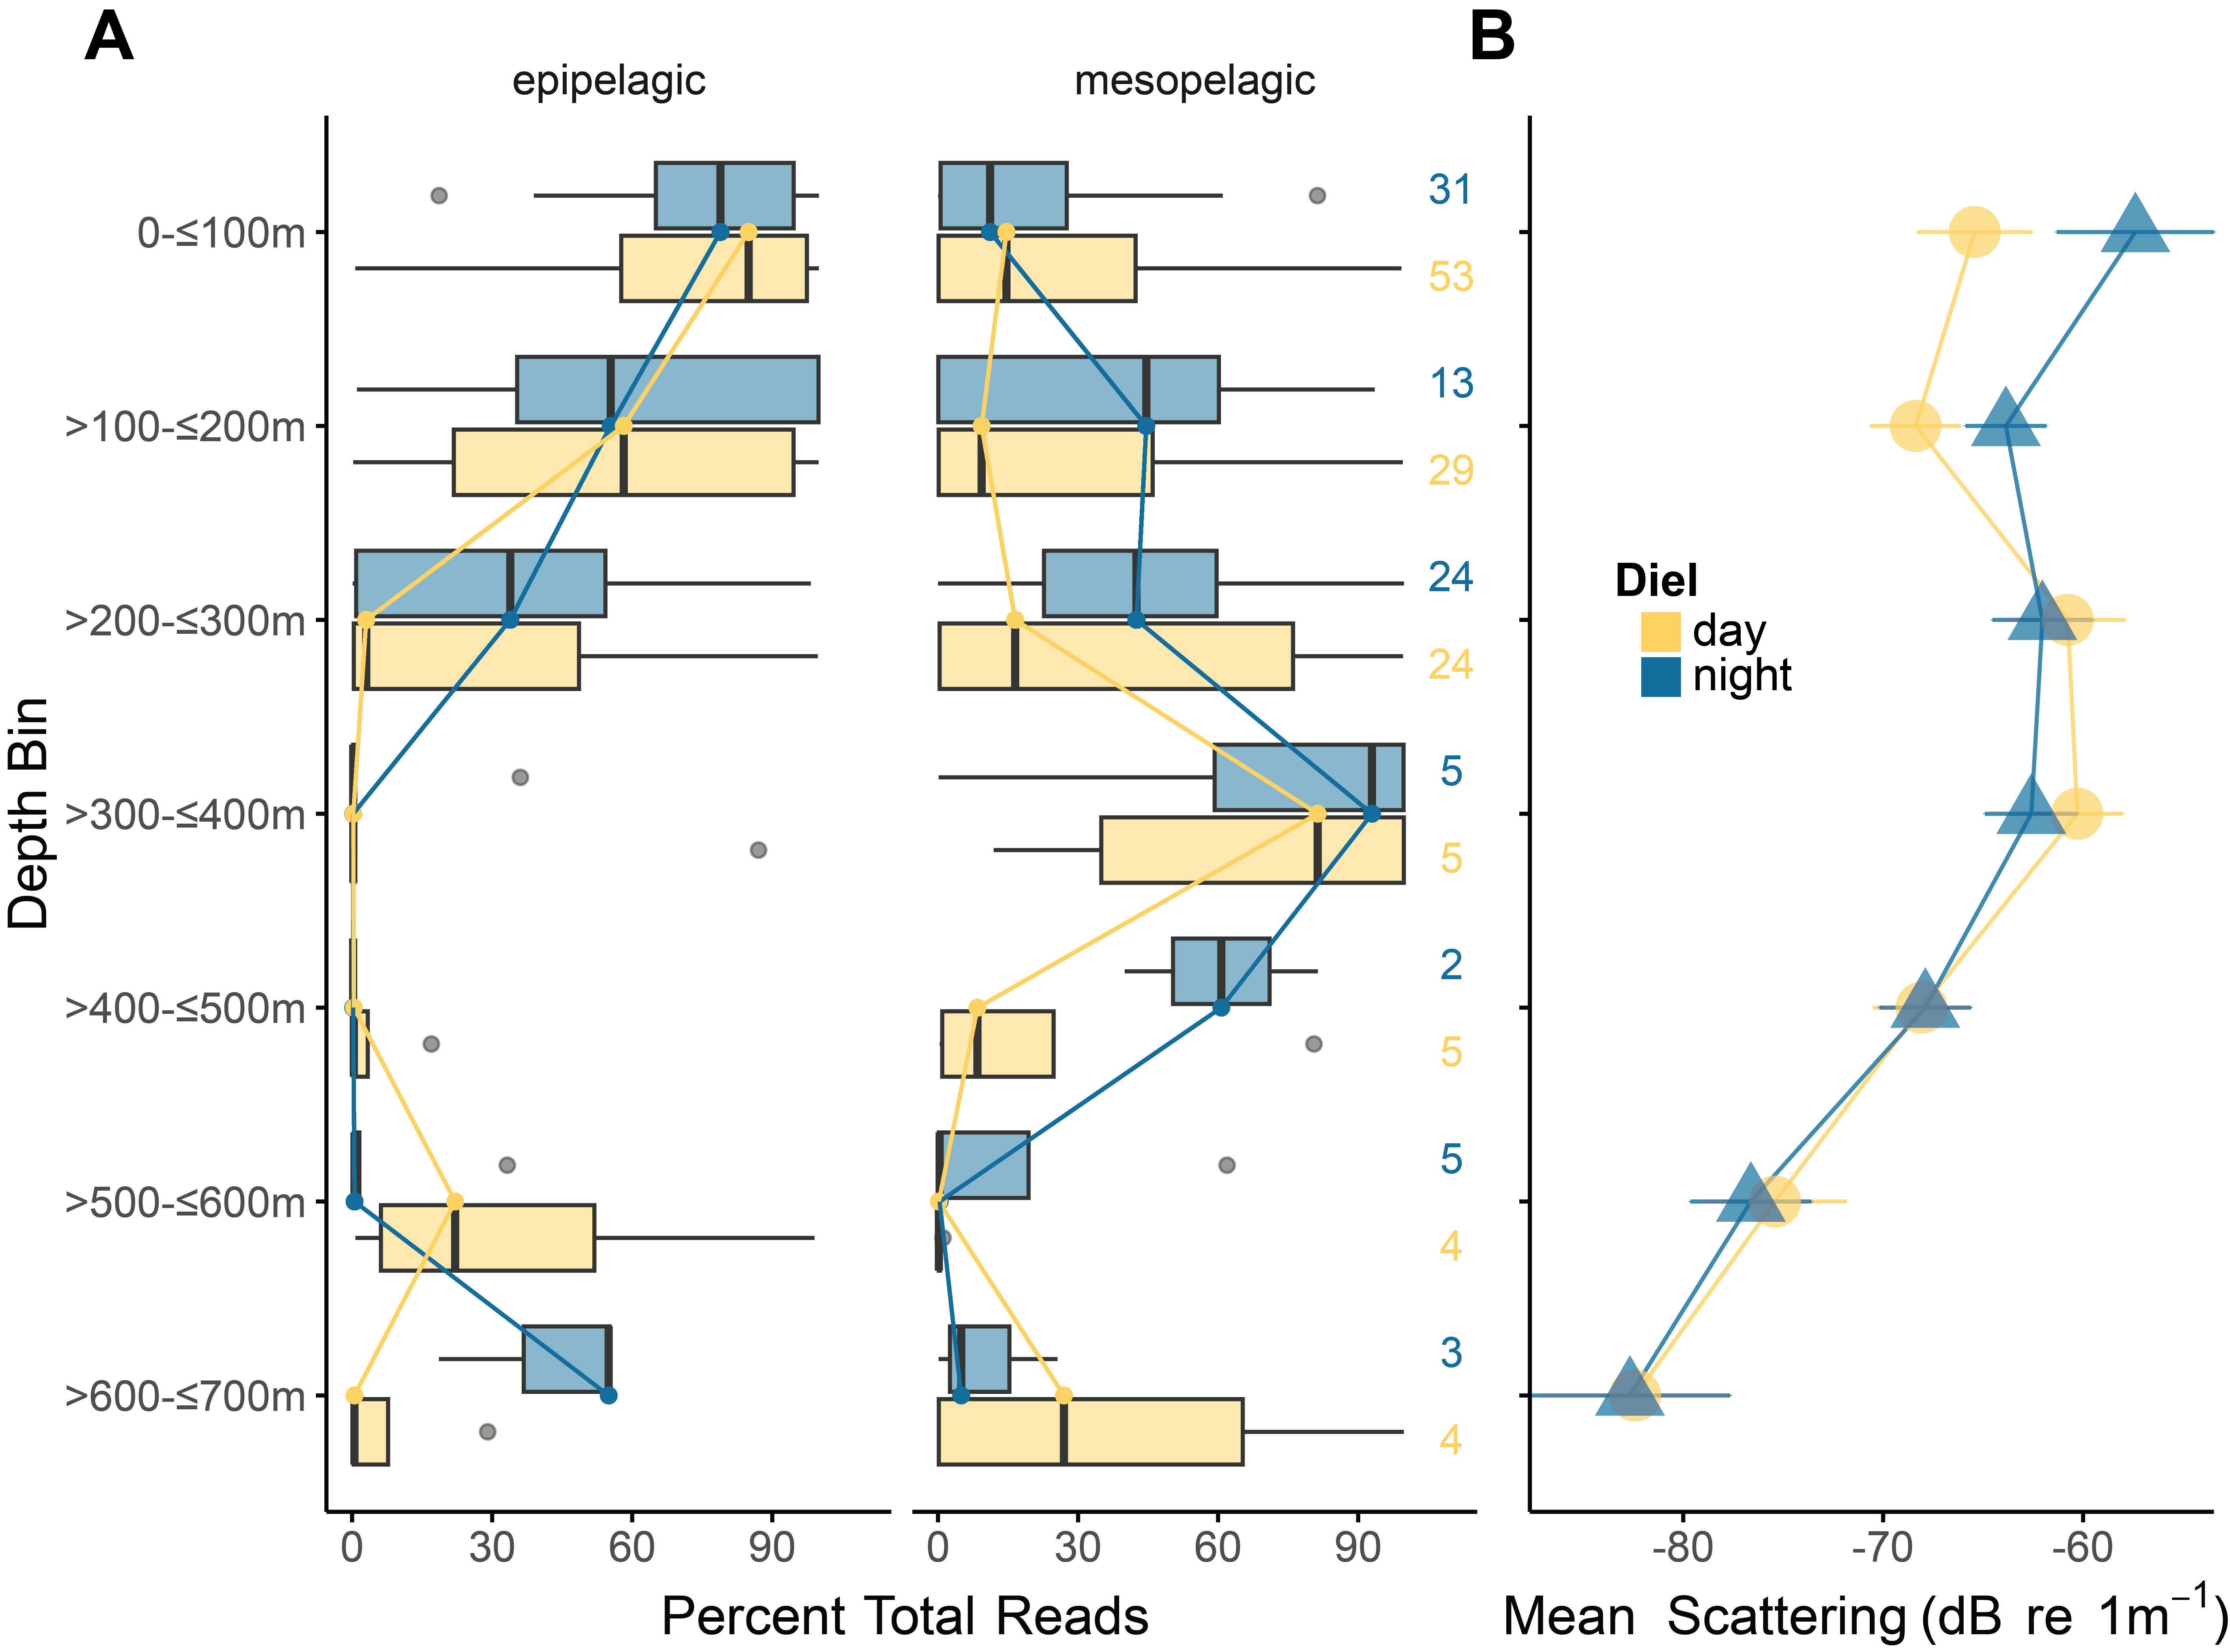 A
B
epipelagic
mesopelagic
Depth Bin
0-≤100m
>100-≤200m
>200-≤300m
>300-≤400m
>400-≤500m
>500-≤600m
>600-≤700m
31
53
13
29
24
24
5
5
2
5
5
4
3
4
Diel
day
night
0 30 60 90
0 30 60 90
-80 -70 -60
Percent Total Reads
Mean Scattering (dB re 1m⁻¹)